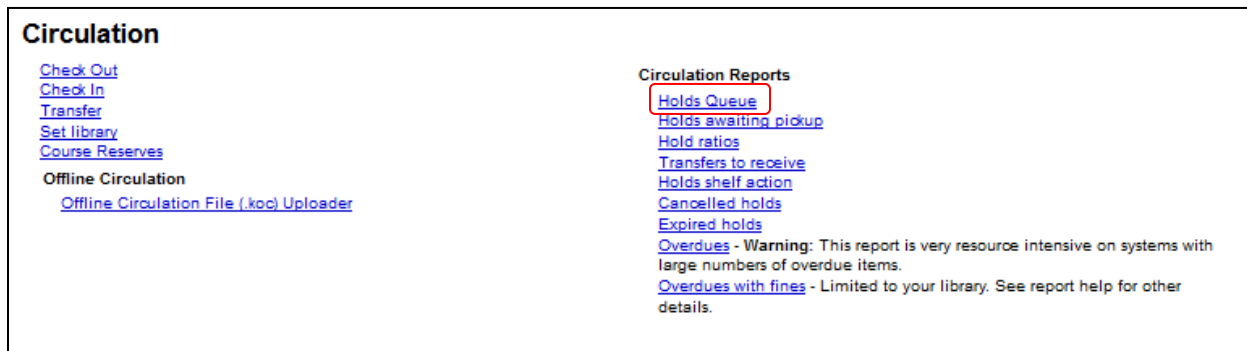 Circulation
Check Out
Check In
Transfer
Set library
Course Reserves
Offline Circulation
Offline Circulation File (.koc) Uploader
Circulation Reports
Holds Queue
Holds awaiting pickup
Hold ratios
Transfers to receive
Holds shelf action
Cancelled holds
Expired holds
Overdues - Warning: This report is very resource intensive on systems with
large numbers of overdue items.
Overdues with fines - Limited to your library. See report help for other
details.